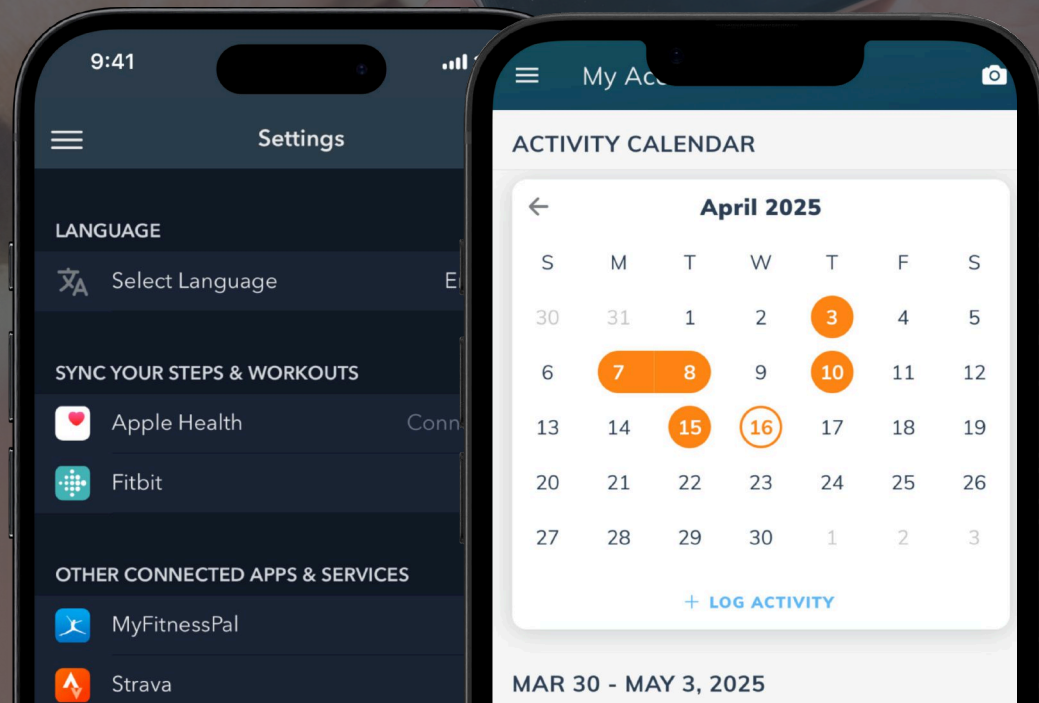 9:41
Settings
LANGUAGE
Select Language
SYNC YOUR STEPS & WORKOUTS
Apple Health
Fitbit
OTHER CONNECTED APPS & SERVICES
MyFitnessPal
Strava
My
ACTIVITY CALENDAR
April 2025
S M T W T F S
30 31 1 2 3 4 5
6 7 8 9 10 11 12
13 14 15 16 17 18 19
20 21 22 23 24 25 26
27 28 29 30 1 2 3
+ LOG ACTIVITY
MAR 30 - MAY 3, 2025